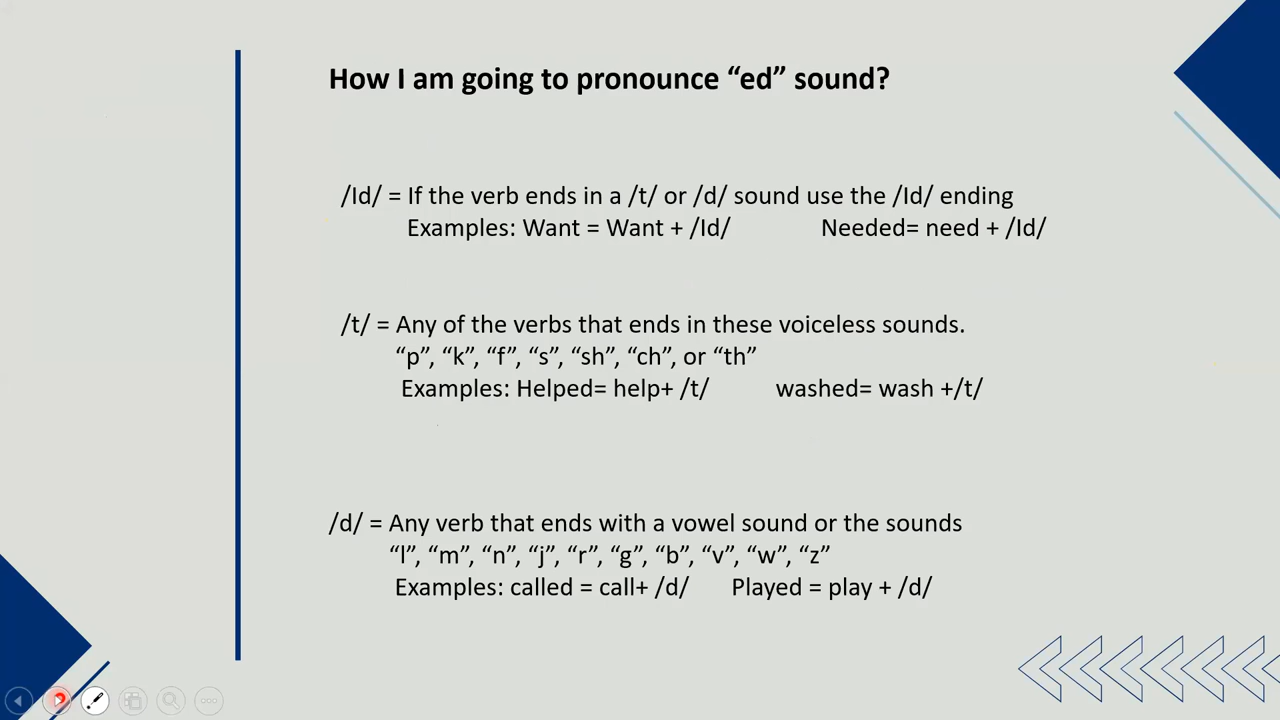 How I am going to pronounce “ed” sound?
/Id/ = If the verb ends in a /t/ or /d/ sound use the /Id/ ending
Examples: Want = Want + /Id/ Needed= need + /Id/
/t/ = Any of the verbs that ends in these voiceless sounds.
“p”, “k”, “f”, “s”, “sh”, “ch”, or “th”
Examples: Helped= help+ /t/ washed= wash +/t/
/d/ = Any verb that ends with a vowel sound or the sounds
“l”, “m”, “n”, “j”, “r”, “g”, “b”, “v”, “w”, “z”
Examples: called = call+ /d/ Played = play + /d/